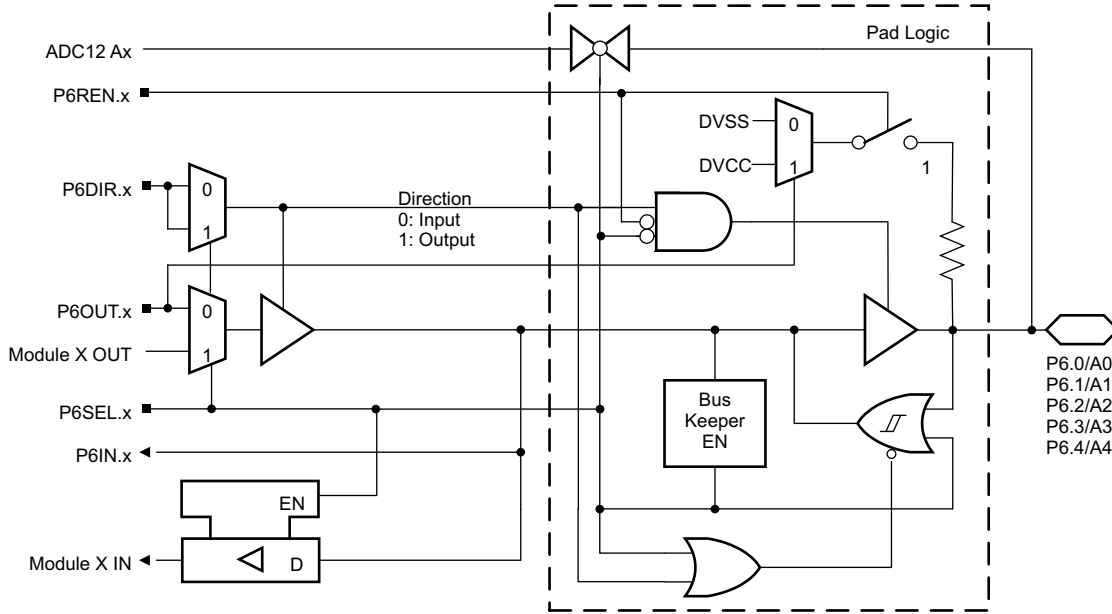 Pad Logic
ADC12 Ax
P6REN.x
DVSS
0
DVCC
1
1
P6DIR.x
0
1
Direction
0: Input
1: Output
P6OUT.x
0
Module X OUT
1
P6.0/A0
P6.1/A1
P6.2/A2
P6.3/A3
P6.4/A4
P6SEL.x
Bus
Keeper
EN
P6IN.x
EN
Module X IN
D